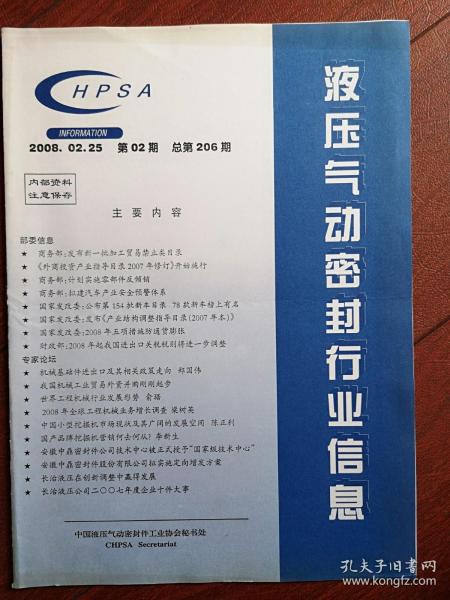 CHPSA
INFORMATION
2008. 02.25 第02期 总第206期
内部资料
注意保存
主要内容
部委信息
★ 商务部:发布新一批加工贸易禁止类目录
★ 《外商投资产业指导目录2007年修订》开始施行
★ 商务部:计划实施零部件反倾销
★ 商务部:拟建汽车产业安全预警体系
★ 国家发改委:公布第154批新车目录 78款新车榜上有名
★ 国家发改委:发布《产业结构调整指导目录(2007年本)》
★ 国家发改委:2008年五项措施防通货膨胀
★ 财政部:2008年起我国进出口关税税则将进一步调整
专家论坛
★ 机械基础件进出口及其相关政策走向 郑国伟
★ 我国机械工业贸易外资并购刚刚起步
★ 世界工程机械行业发展形势 俞琚
★ 2008年全球工程机械业务增长调查 梁树英
★ 中国小型挖掘机市场现状及其广阔的发展空间 陈正利
★ 国产品牌挖掘机营销何去何从? 牟新生
★ 安徽中鼎密封件公司技术中心被正式授予“国家级技术中心”
★ 安徽中鼎密封件股份有限公司拟实施定向增发方案
★ 长治液压在创新调整中赢得发展
★ 长治液压公司二〇〇七年度企业十件大事
中国液压气动密封件工业协会秘书处
CHPSA Secretariat
液压气动密封行业信息
孔夫子旧书网
www.kongfz.com